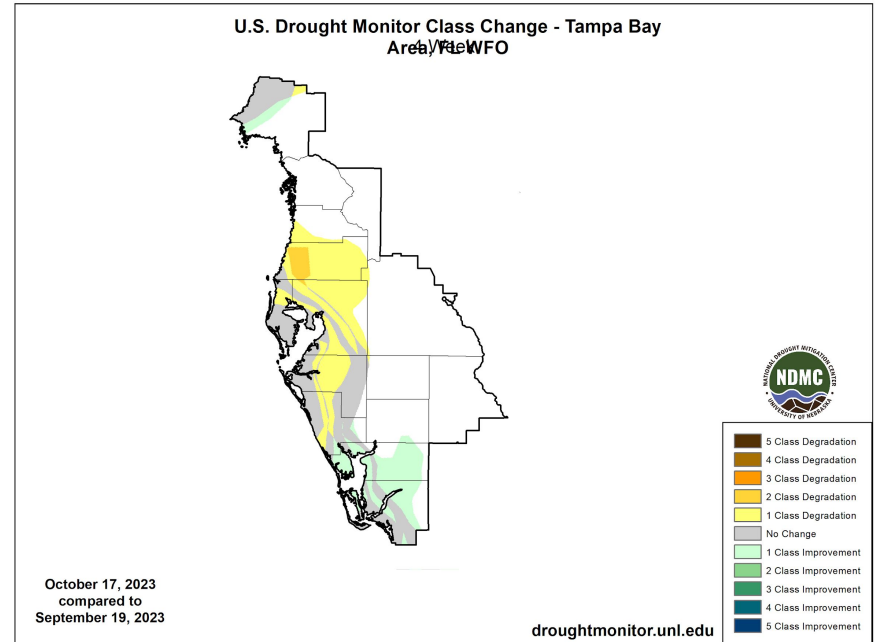 U.S. Drought Monitor Class Change - Tampa Bay
Area, FL WFO
4 Week
NATIONAL DROUGHT MITIGATION CENTER
NDMC
UNIVERSITY OF NEBRASKA
5 Class Degradation
4 Class Degradation
3 Class Degradation
2 Class Degradation
1 Class Degradation
No Change
1 Class Improvement
2 Class Improvement
3 Class Improvement
4 Class Improvement
5 Class Improvement
October 17, 2023
compared to
September 19, 2023
droughtmonitor.unl.edu